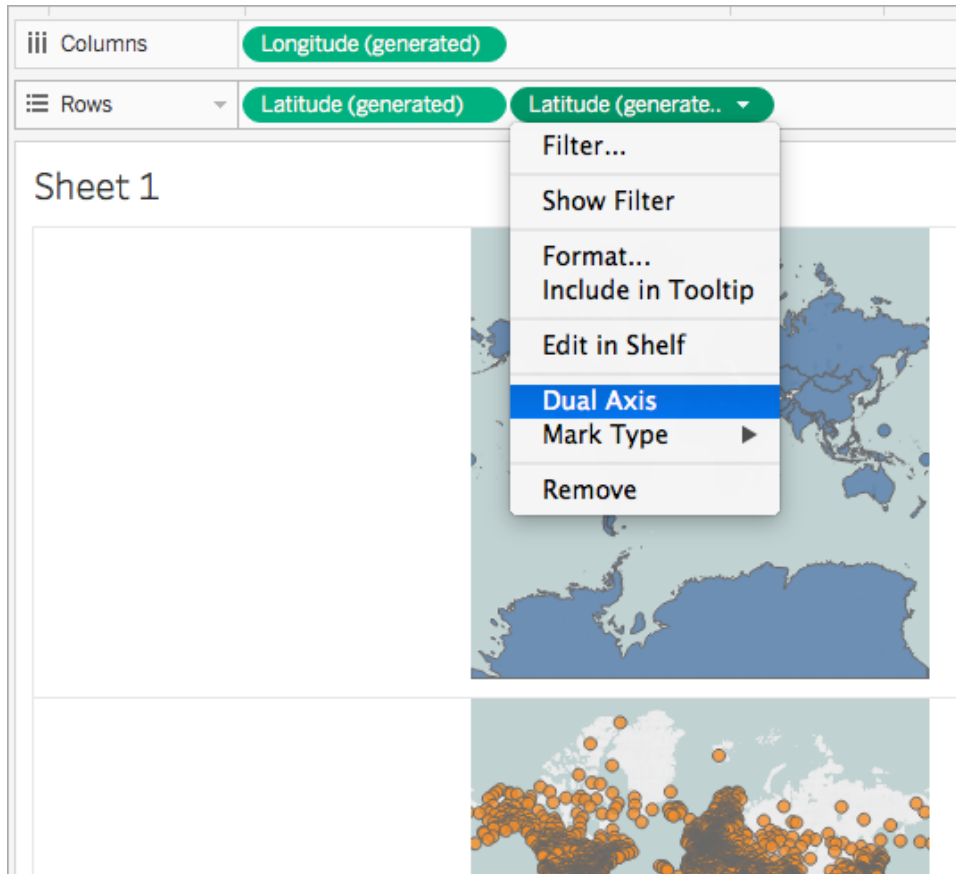 Columns
Longitude (generated)
Rows
Latitude (generated)
Latitude (generate..
Filter...
Show Filter
Sheet 1
Format...
Include in Tooltip
Edit in Shelf
Dual Axis
Mark Type
Remove